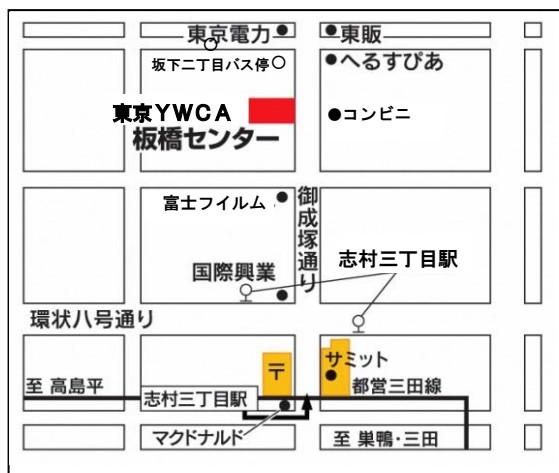 東京電力
東販
坂下二丁目バス停
へるすぴあ
東京YWCA
板橋センター
コンビニ
富士フイルム
御成塚通り
志村三丁目駅
国際興業
環状八号通り
〒
サミット
至 高島平
志村三丁目駅
都営三田線
マクドナルド
至 巣鴨・三田